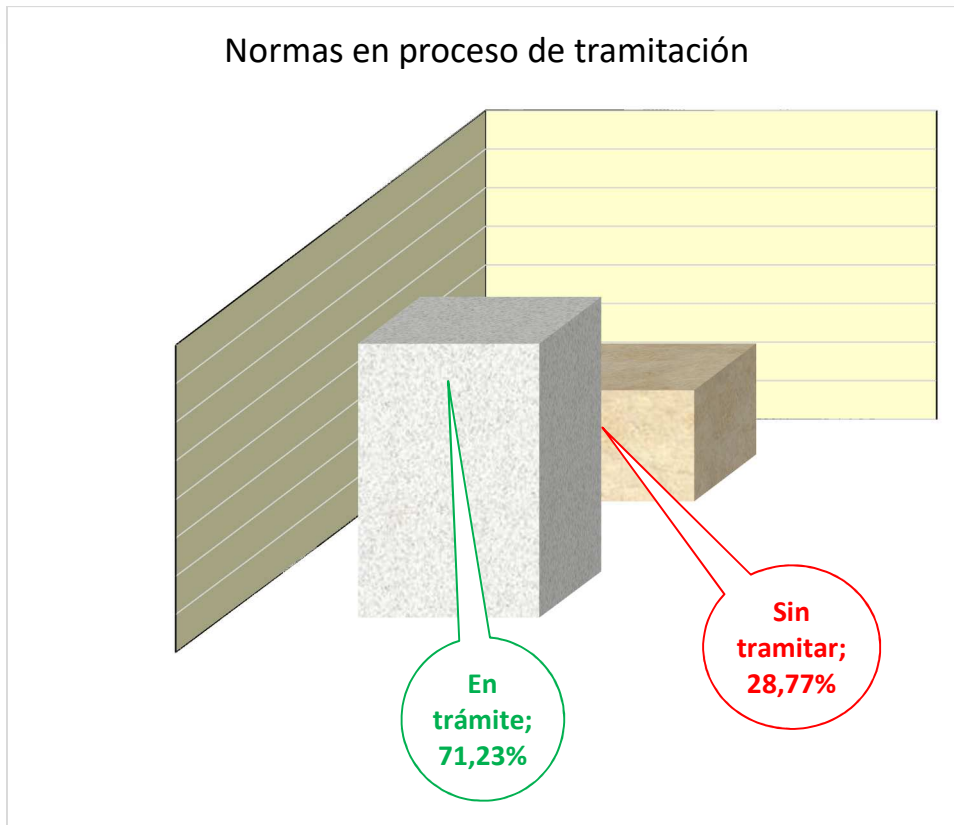 Normas en proceso de tramitación
Sin
tramitar;
28,77%
En
trámite;
71,23%